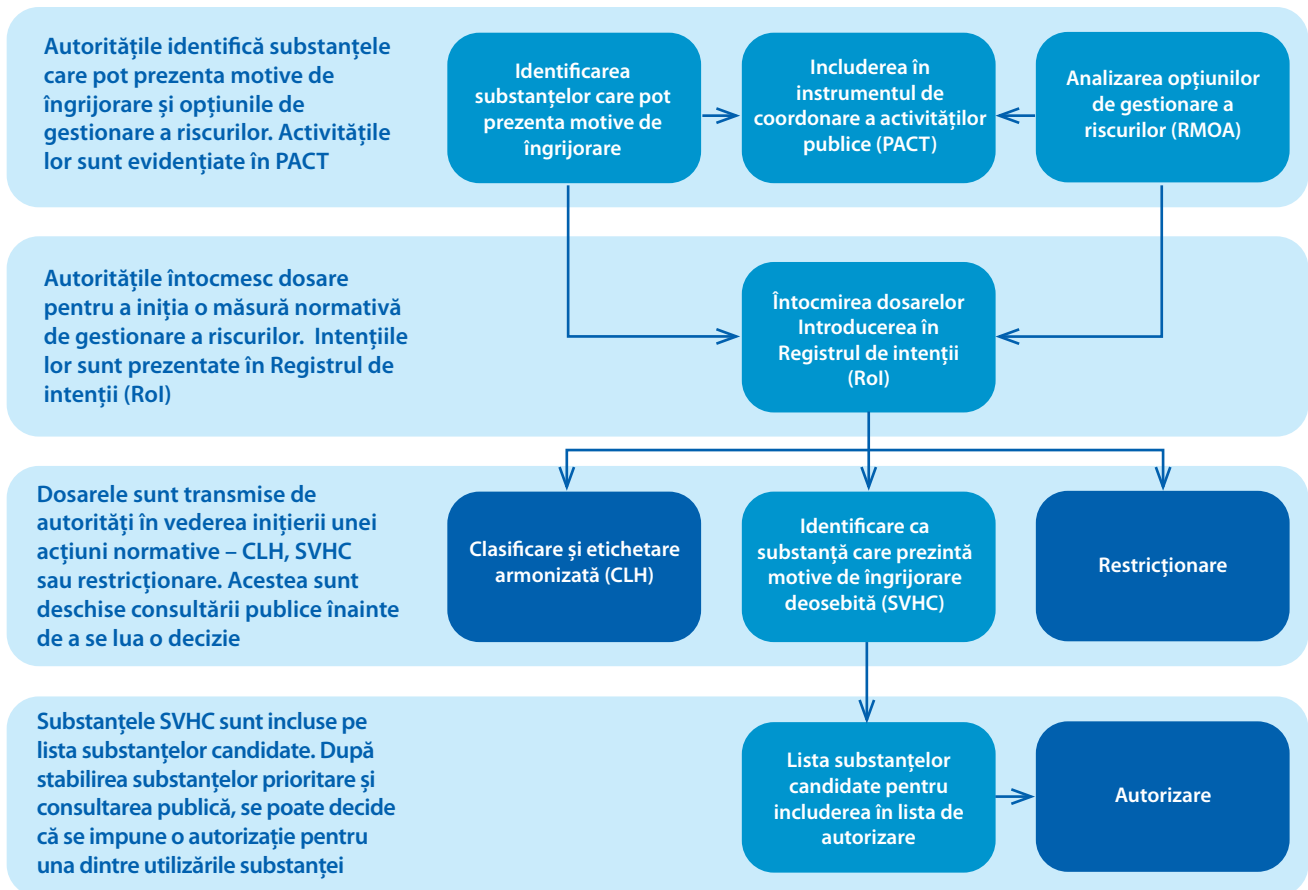 Autoritățile identifică substanțele
care pot prezenta motive de
îngrijorare și opțiunile de
gestionare a riscurilor. Activitățile
lor sunt evidențiate în PACT
Identificarea
substanțelor care pot
prezenta motive de
îngrijorare
Includerea în
instrumentul de
coordonare a activităților
publice (PACT)
Analizarea opțiunilor
de gestionare a
riscurilor (RMOA)
Autoritățile întocmesc dosare
pentru a iniția o măsură normativă
de gestionare a riscurilor. Intențiile
lor sunt prezentate în Registrul de
intenții (RoI)
Întocmirea dosarelor
Introducerea în
Registrul de intenții
(RoI)
Dosarele sunt transmise de
autorități în vederea inițierii unei
acțiuni normative – CLH, SVHC
sau restricționare. Acestea sunt
deschise consultării publice înainte
de a se lua o decizie
Clasificare și etichetare
armonizată (CLH)
Identificare ca
substanță care prezintă
motive de îngrijorare
deosebită (SVHC)
Restricționare
Substanțele SVHC sunt incluse pe
lista substanțelor candidate. După
stabilirea substanțelor prioritare și
consultarea publică, se poate decide
că se impune o autorizație pentru
una dintre utilizările substanței
Lista substanțelor
candidate pentru
includerea în lista de
autorizare
Autorizare